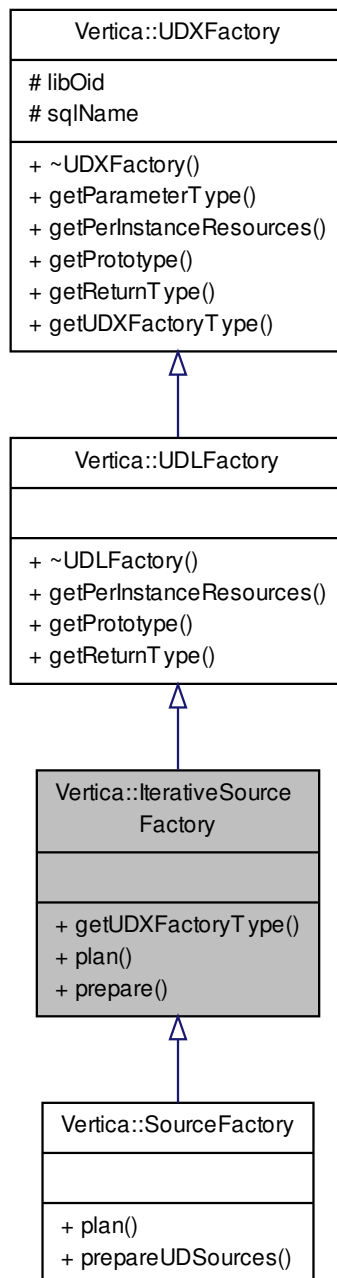 Vertica::UDXFactory
# libOid
# sqlName
+ ~UDXFactory()
+ getParameterType()
+ getPerInstanceResources()
+ getPrototype()
+ getReturnType()
+ getUDXFactoryType()
Vertica::UDLFactory
+ ~UDLFactory()
+ getPerInstanceResources()
+ getPrototype()
+ getReturnType()
Vertica::IterativeSource
Factory
+ getUDXFactoryType()
+ plan()
+ prepare()
Vertica::SourceFactory
+ plan()
+ prepareUDSources()